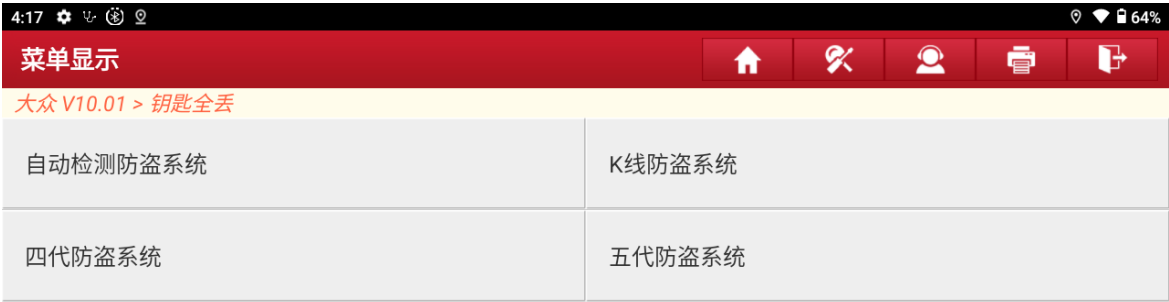 4:17
64%
菜单显示
大众 V10.01 > 钥匙全丢
自动检测防盗系统
K线防盗系统
四代防盗系统
五代防盗系统